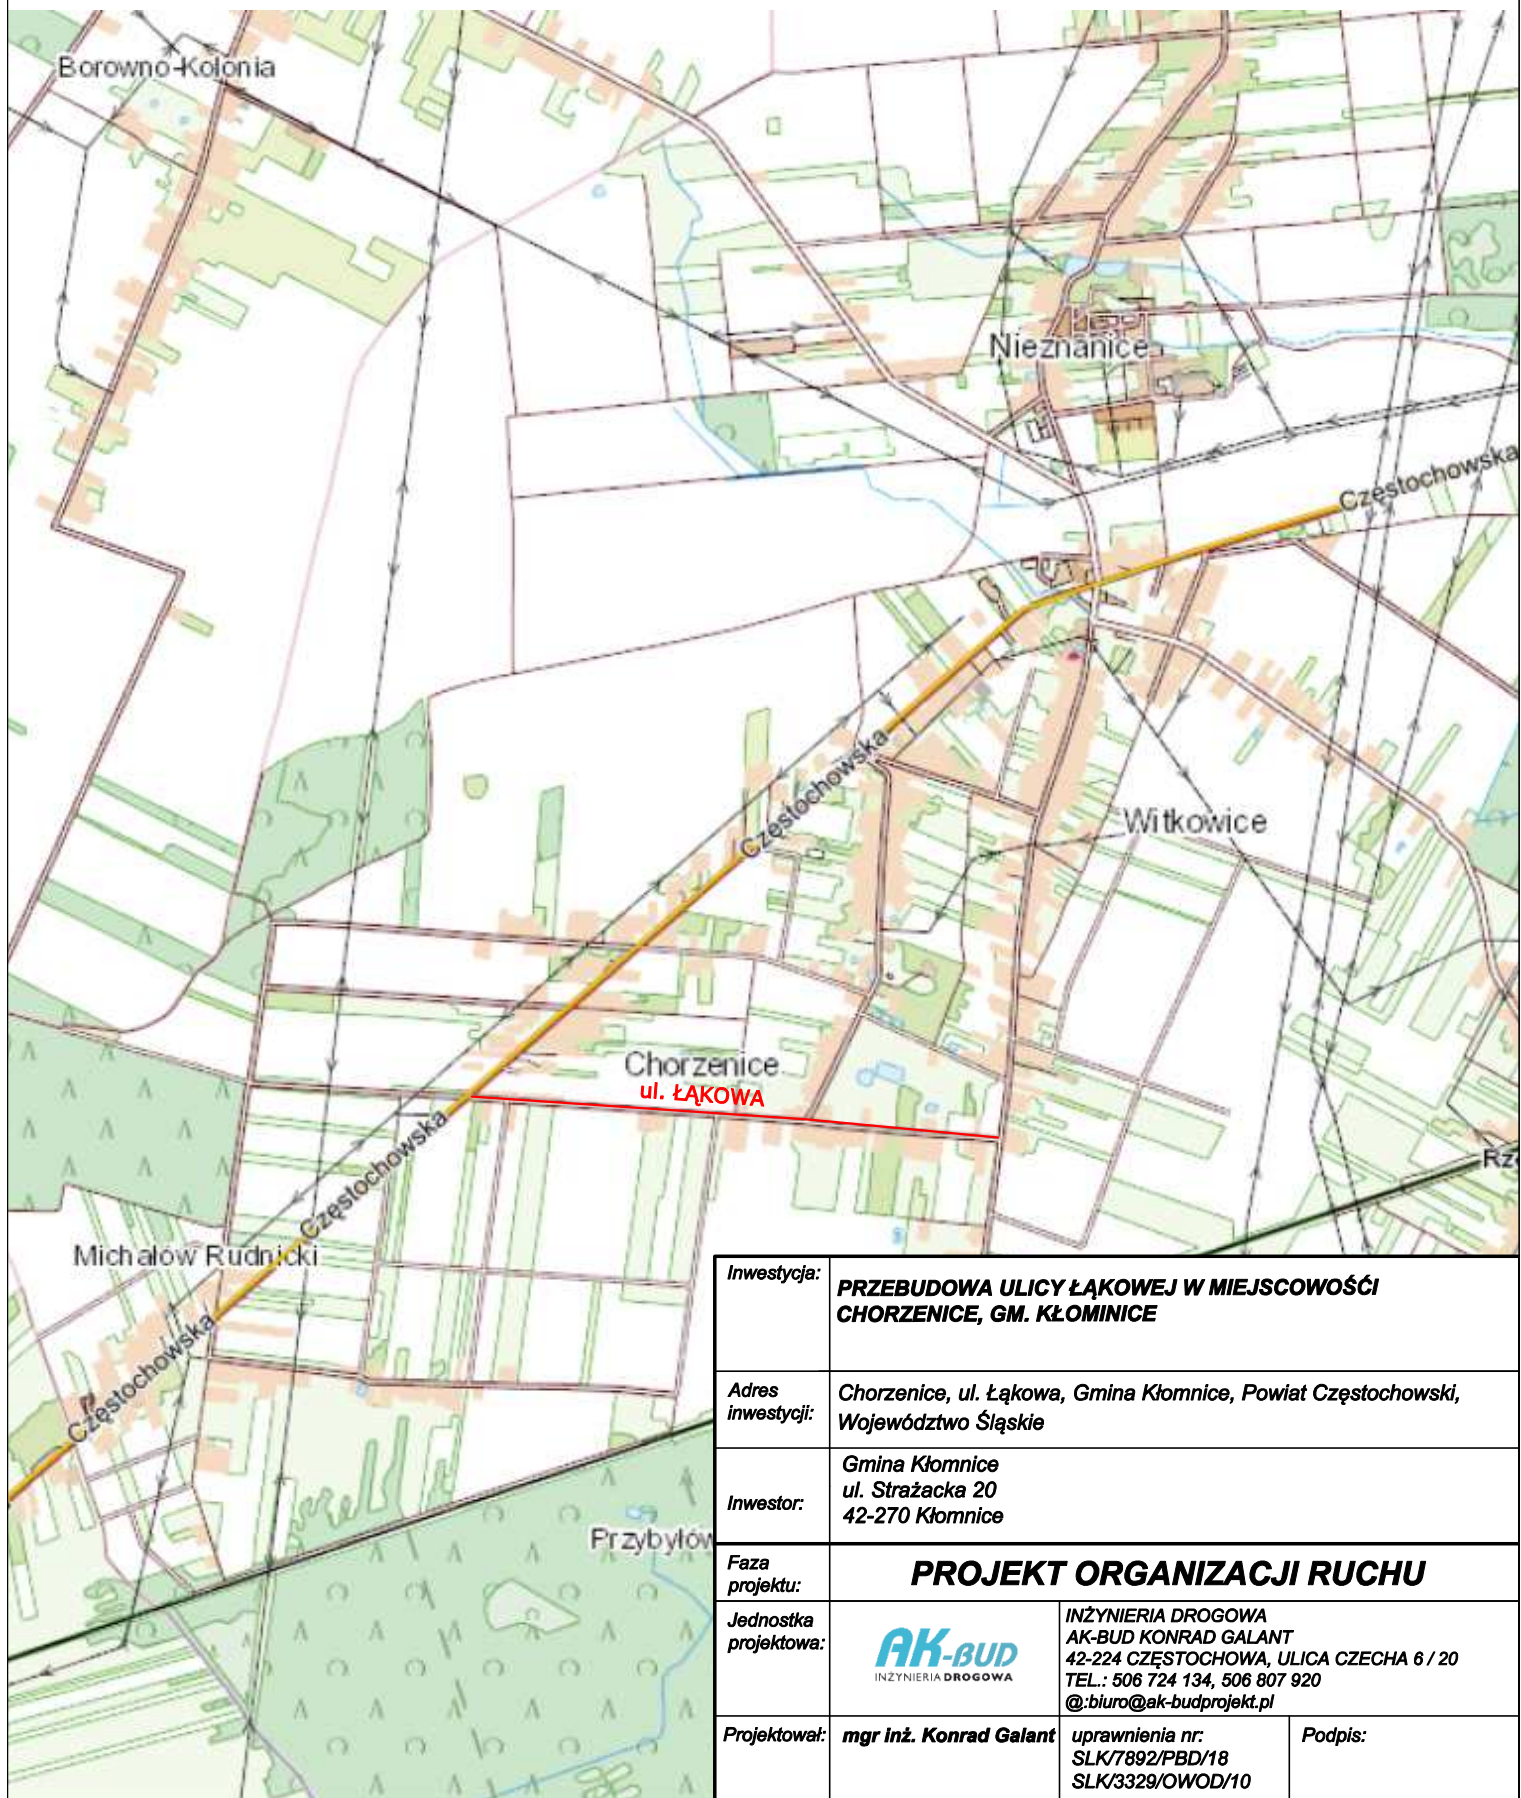 Borowno-Kolonia
Nieznanice
Częstochowska
Częstochowska
Witkowice
Chorzenice
ul. ŁĄKOWA
Częstochowska
Rz
Michałów Rudnicki
Częstochowska
Przybyłów
Inwestycja:
PRZEBUDOWA ULICY ŁĄKOWEJ W MIEJSCOWOŚĆI
CHORZENICE, GM. KŁOMINICE
Adres
inwestycji:
Chorzenice, ul. Łąkowa, Gmina Kłomnice, Powiat Częstochowski,
Województwo Śląskie
Inwestor:
Gmina Kłomnice
ul. Strażacka 20
42-270 Kłomnice
Faza
projektu:
PROJEKT ORGANIZACJI RUCHU
Jednostka
projektowa:
AK-BUD
INŻYNIERIA DROGOWA
INŻYNIERIA DROGOWA
AK-BUD KONRAD GALANT
42-224 CZĘSTOCHOWA, ULICA CZECHA 6 / 20
TEL.: 506 724 134, 506 807 920
@:biuro@ak-budprojekt.pl
Projektował:
mgr inż. Konrad Galant
uprawnienia nr:
SLK/7892/PBD/18
SLK/3329/OWOD/10
Podpis: